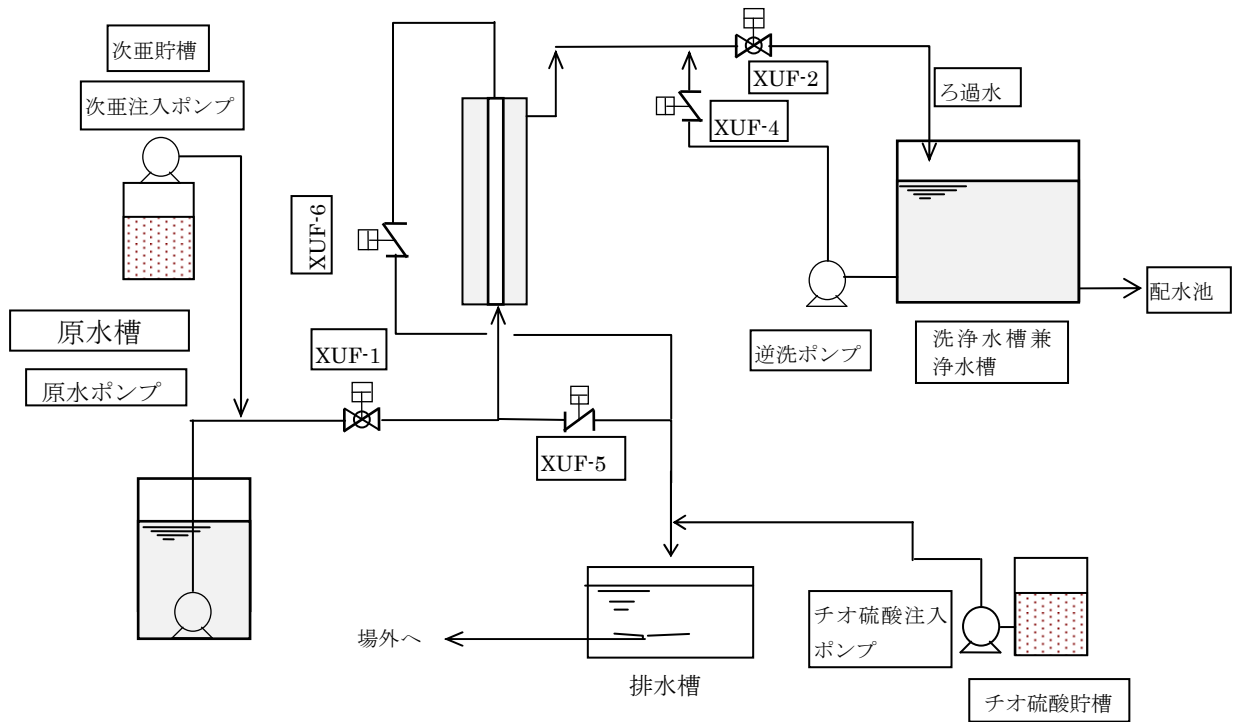 次亜貯槽
次亜注入ポンプ
XUF-2
ろ過水
XUF-4
XUF-6
配水池
原水槽
XUF-1
逆洗ポンプ
洗浄水槽兼
浄水槽
原水ポンプ
XUF-5
場外へ
チオ硫酸注入
ポンプ
排水槽
チオ硫酸貯槽